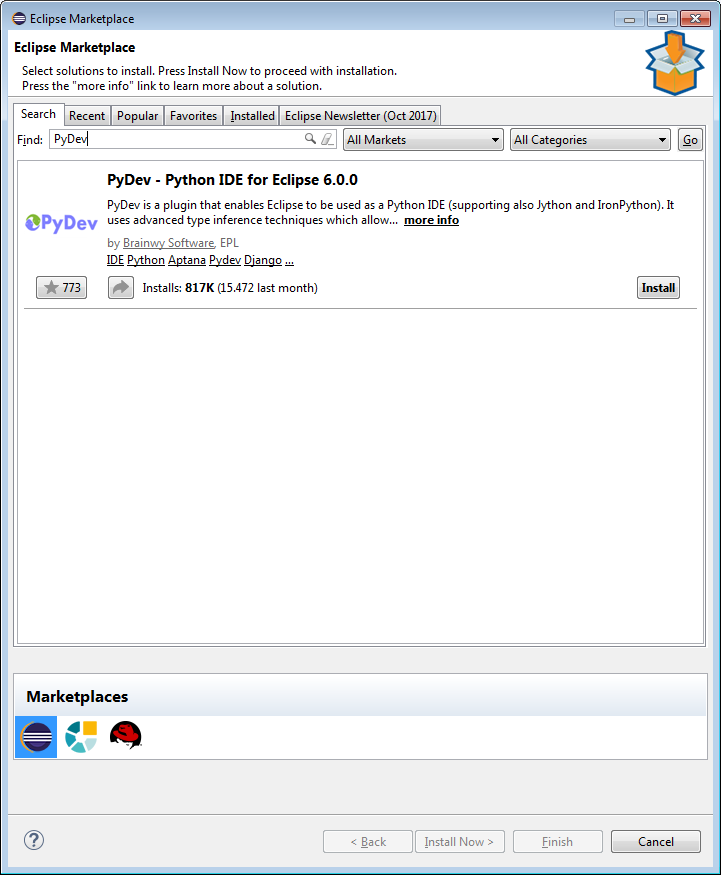 Eclipse Marketplace
Eclipse Marketplace
Select solutions to install. Press Install Now to proceed with installation.
Press the "more info" link to learn more about a solution.
Search Recent Popular Favorites Installed Eclipse Newsletter (Oct 2017)
Find: PyDev All Markets All Categories Go
PyDev - Python IDE for Eclipse 6.0.0
PyDev is a plugin that enables Eclipse to be used as a Python IDE (supporting also Jython and IronPython). It
uses advanced type inference techniques which allow... more info
PyDev
by Brainwy Software, EPL
IDE Python Aptana Pydev Django ...
773 Installs: 817K (15.472 last month) Install
Marketplaces
? < Back Install Now > Finish Cancel